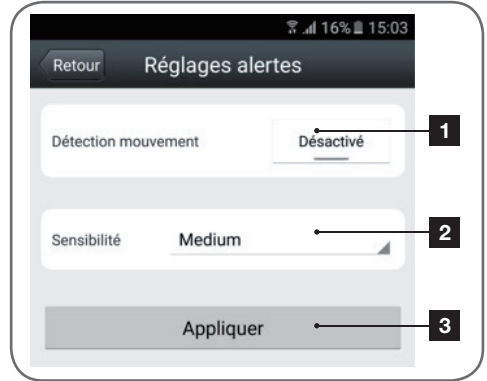 16% 15:03
Retour Réglages alertes
Détection mouvement Désactivé 1
Sensibilité Medium 2
Appliquer 3